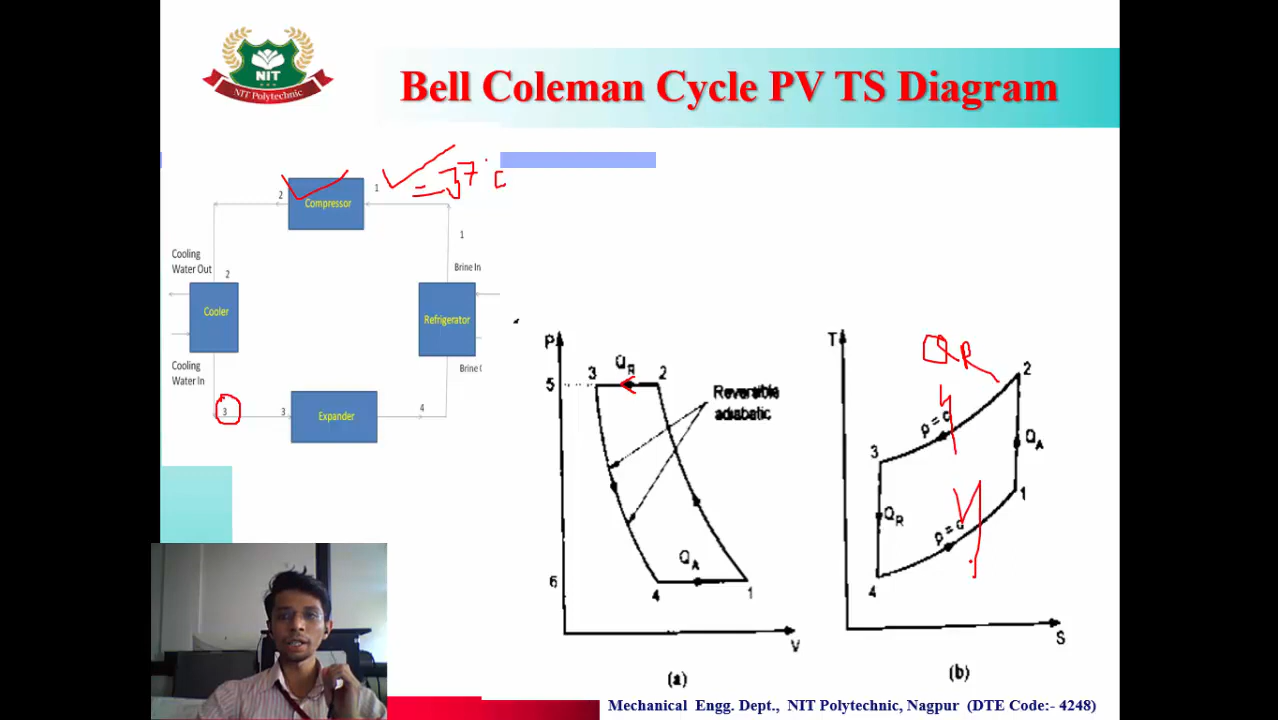 NIT
NIT Polytechnic
Bell Coleman Cycle PV TS Diagram
= 37°C
2
Compressor
1
1
Cooling
Water Out
2
Brine In
Cooler
Refrigerator
Cooling
Water In
Brine
3
3
Expander
4
P
5
3
QR
2
Reversible
adiabatic
QA
6
4
1
V
(a)
T
QR
2
p=c
3
QA
QR
1
p=c
4
S
(b)
Mechanical Engg. Dept., NIT Polytechnic, Nagpur (DTE Code:- 4248)